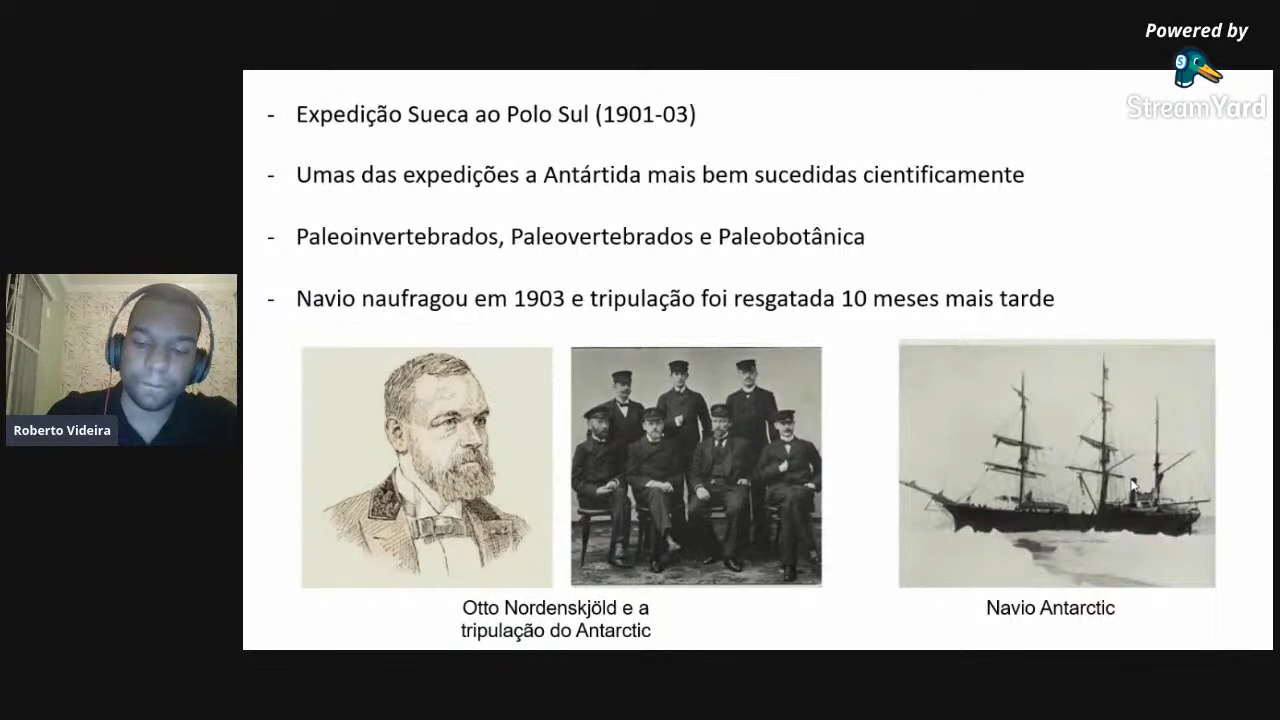 Powered by
StreamYard
- Expedição Sueca ao Polo Sul (1901-03)
- Umas das expedições a Antártida mais bem sucedidas cientificamente
- Paleoinvertebrados, Paleovertebrados e Paleobotânica
- Navio naufragou em 1903 e tripulação foi resgatada 10 meses mais tarde
Roberto Videira
Otto Nordenskjöld e a
tripulação do Antarctic
Navio Antarctic